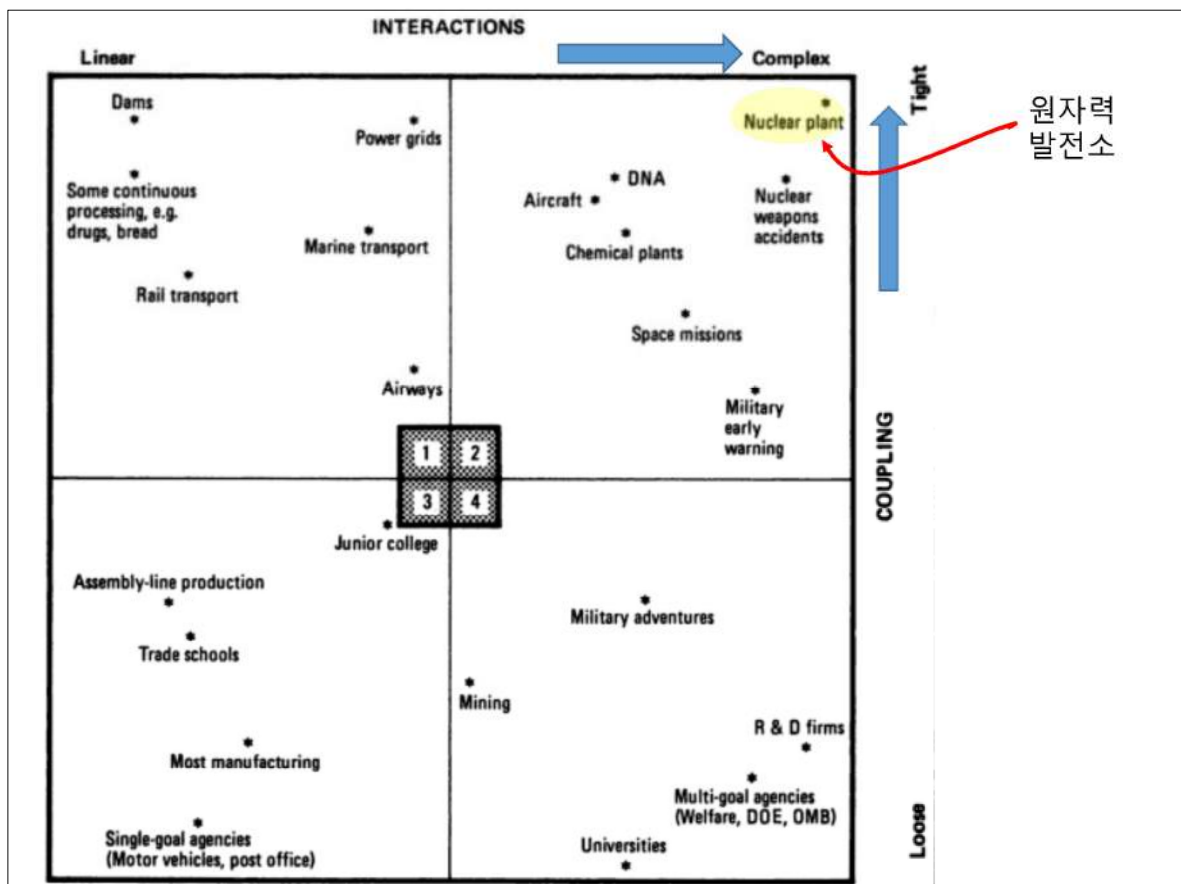 INTERACTIONS
Linear
Complex
Tight
Dams
Power grids
Nuclear plant
원자력
발전소
Some continuous
processing, e.g.
drugs, bread
Marine transport
Rail transport
Airways
DNA
Aircraft
Chemical plants
Nuclear
weapons
accidents
Space missions
Military
early
warning
COUPLING
1
2
3
4
Junior college
Assembly-line production
Trade schools
Most manufacturing
Single-goal agencies
(Motor vehicles, post office)
Military adventures
Mining
R & D firms
Multi-goal agencies
(Welfare, DOE, OMB)
Universities
Loose